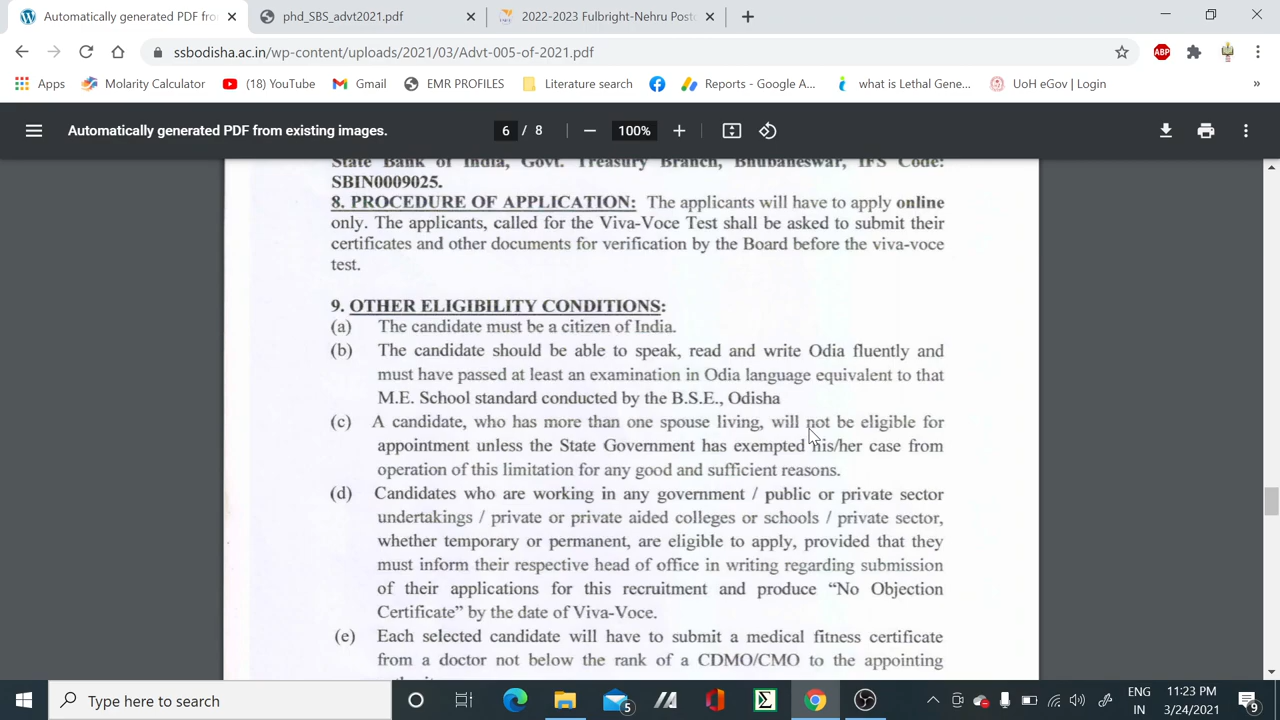 Automatically generated PDF fro
phd_SBS_advt2021.pdf
2022-2023 Fulbright-Nehru Post
ssbodisha.ac.in/wp-content/uploads/2021/03/Advt-005-of-2021.pdf
ABP
Apps
Molarity Calculator
(18) YouTube
Gmail
EMR PROFILES
Literature search
Reports - Google A...
what is Lethal Gene...
UoH eGov | Login
»
Automatically generated PDF from existing images.
6 / 8
100%
State Bank of India, Govt. Treasury Branch, Bhubaneswar, IFS Code:
SBIN0009025.
8. PROCEDURE OF APPLICATION: The applicants will have to apply online
only. The applicants, called for the Viva-Voce Test shall be asked to submit their
certificates and other documents for verification by the Board before the viva-voce
test.
9. OTHER ELIGIBILITY CONDITIONS:
(a) The candidate must be a citizen of India.
(b) The candidate should be able to speak, read and write Odia fluently and
must have passed at least an examination in Odia language equivalent to that
M.E. School standard conducted by the B.S.E., Odisha
(c) A candidate, who has more than one spouse living, will not be eligible for
appointment unless the State Government has exempted his/her case from
operation of this limitation for any good and sufficient reasons.
(d) Candidates who are working in any government / public or private sector
undertakings / private or private aided colleges or schools / private sector,
whether temporary or permanent, are eligible to apply, provided that they
must inform their respective head of office in writing regarding submission
of their applications for this recruitment and produce “No Objection
Certificate” by the date of Viva-Voce.
(e) Each selected candidate will have to submit a medical fitness certificate
from a doctor not below the rank of a CDMO/CMO to the appointing
Type here to search
5
ENG
IN
11:23 PM
3/24/2021
9